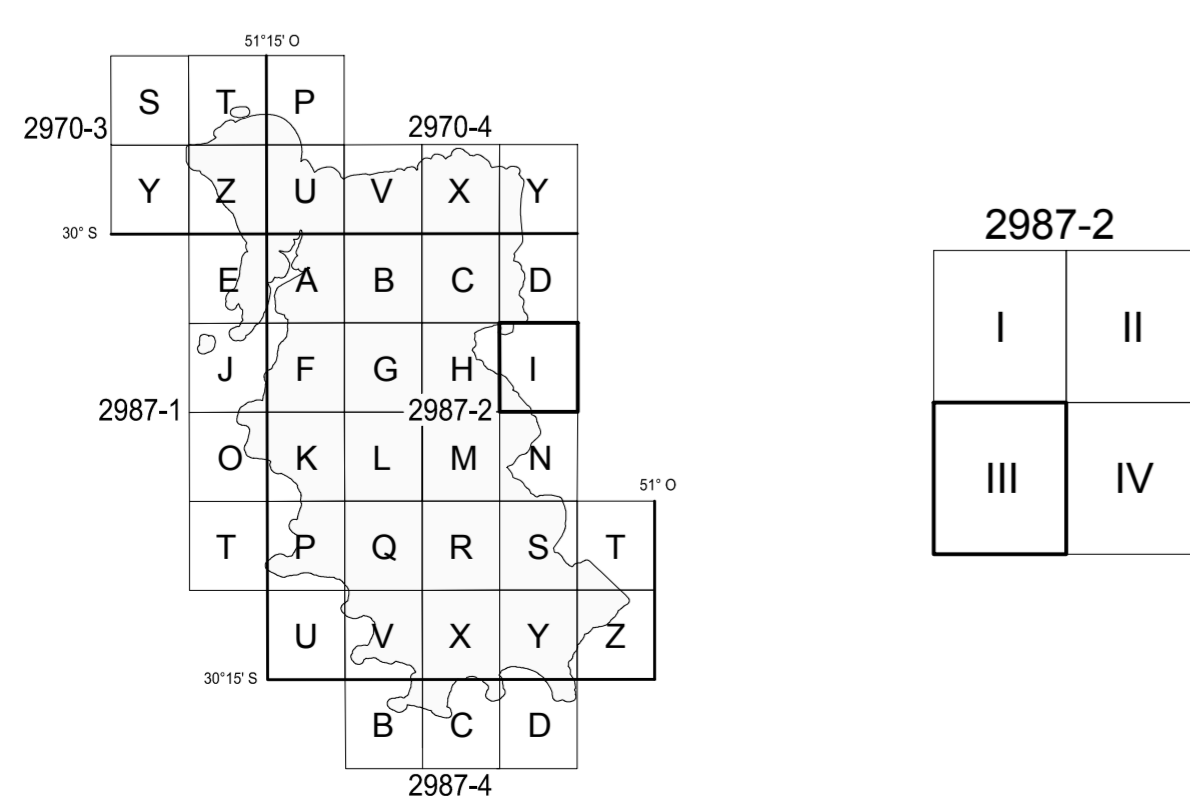 51°15' O
S T P
2970-3 2970-4
Y Z U V X Y
30° S
E A B C D
J F G H I
2987-1 2987-2
O K L M N
51° O
T P Q R S T
U V X Y Z
30°15' S
B C D
2987-4
2987-2
I II
III IV